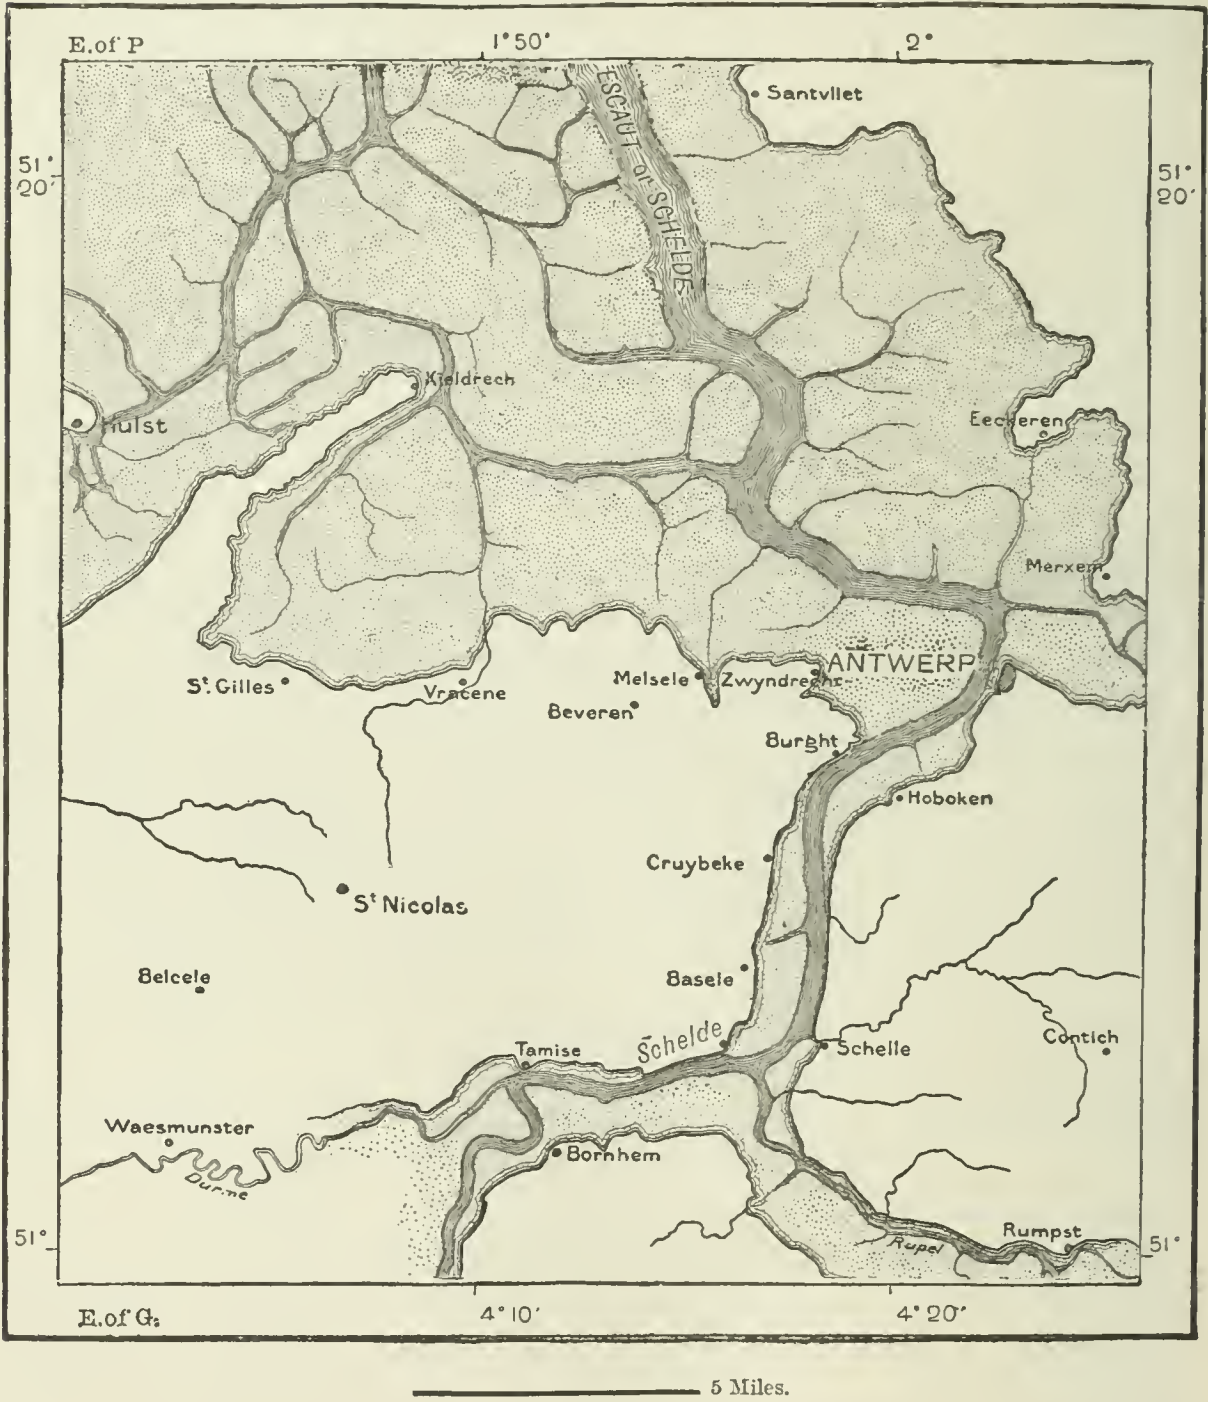 E. of P 1°50′ 2°
Santvliet
51° 20′
51° 20′
ESCAUT or SCHELDE
Kieldrech
Hulst
Eeckeren
Merxem
ANTWERP
St. Gilles
Vracene
Melsele
Zwyndrecht
Beveren
Burght
Hoboken
Cruybeke
St Nicolas
Belcele
Basele
Schelde
Tamise
Schelle
Contich
Waesmunster
Durme
Bornhem
Rupel
Rumpst
51°
51°
E. of G. 4°10′ 4°20′
5 Miles.